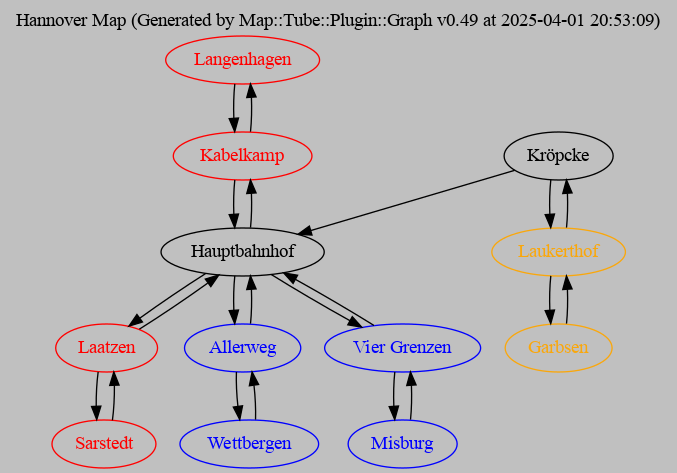 Hannover Map (Generated by Map::Tube::Plugin::Graph v0.49 at 2025-04-01 20:53:09)
Langenhagen
Kabelkamp
Kröpcke
Hauptbahnhof
Laukerthof
Laatzen
Allerweg
Vier Grenzen
Garbsen
Sarstedt
Wettbergen
Misburg